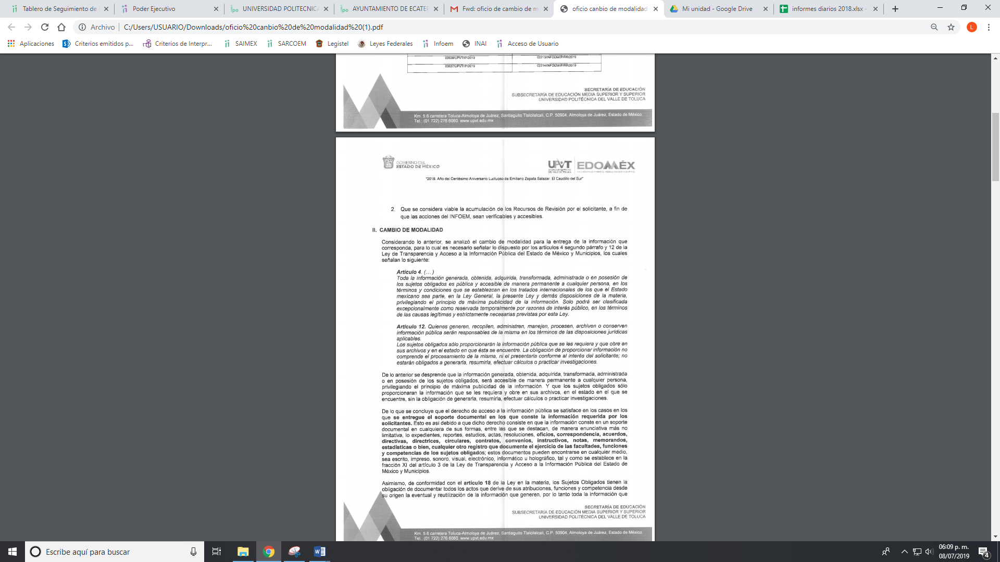 Tablero de Seguimiento de
Poder Ejecutivo
UNIVERSIDAD POLITECNICA
AYUNTAMIENTO DE ECATEP
Fwd: oficio de cambio de m
oficio canbio de modalidad
Mi unidad - Google Drive
informes diarios 2018.xlsx -
Archivo
C:/Users/USUARIO/Downloads/oficio%20canbio%20de%20modalidad%20(1).pdf
L
Aplicaciones
Criterios emitidos p...
Criterios de Interpr...
SAIMEX
SARCOEM
Legistel
Leyes Federales
Infoem
INAI
Acceso de Usuario
00638/UPVT/IP/2019 02213/INFOEM/IP/RR/2019
00637/UPVT/IP/2019 02214/INFOEM/IP/RR/2019
SECRETARÍA DE EDUCACIÓN
SUBSECRETARÍA DE EDUCACIÓN MEDIA SUPERIOR Y SUPERIOR
UNIVERSIDAD POLITÉCNICA DEL VALLE DE TOLUCA
Km. 5.6 carretera Toluca-Almoloya de Juárez, Santiaguito Tlalcilalcali, C.P. 50904, Almoloya de Juárez, Estado de México.
Tel.: (01 722) 276 6060. www.upvt.edu.mx
GOBIERNO DEL
ESTADO DE MÉXICO
UPVT
EDOMÉX
"2019. Año del Centésimo Aniversario Luctuoso de Emiliano Zapata Salazar. El Caudillo del Sur"
2. Que se considera viable la acumulación de los Recursos de Revisión por el solicitante, a fin de
que las acciones del INFOEM, sean verificables y accesibles.
II. CAMBIO DE MODALIDAD
Considerando lo anterior, se analizó el cambio de modalidad para la entrega de la información que
corresponda, para lo cual es necesario señalar lo dispuesto por los artículos 4 segundo párrafo y 12 de la
Ley de Transparencia y Acceso a la Información Pública del Estado de México y Municipios, los cuales
señalan lo siguiente:
Artículo 4. (...)
Toda la información generada, obtenida, adquirida, transformada, administrada o en posesión de
los sujetos obligados es pública y accesible de manera permanente a cualquier persona, en los
términos y condiciones que se establezcan en los tratados internacionales de los que el Estado
mexicano sea parte, en la Ley General, la presente Ley y demás disposiciones de la materia,
privilegiando el principio de máxima publicidad de la información. Solo podrá ser clasificada
excepcionalmente como reservada temporalmente por razones de interés público, en los términos
de las causas legítimas y estrictamente necesarias previstas por esta Ley.
Artículo 12. Quienes generen, recopilen, administren, manejen, procesen, archiven o conserven
información pública serán responsables de la misma en los términos de las disposiciones jurídicas
aplicables.
Los sujetos obligados sólo proporcionarán la información pública que se les requiera y que obre en
sus archivos y en el estado en que ésta se encuentre. La obligación de proporcionar información no
comprende el procesamiento de la misma, ni el presentarla conforme al interés del solicitante; no
estarán obligados a generarla, resumirla, efectuar cálculos o practicar investigaciones.
De lo anterior se desprende que la información generada, obtenida, adquirida, transformada, administrada
o en posesión de los sujetos obligados, será accesible de manera permanente a cualquier persona,
privilegiando el principio de máxima publicidad de la información. Y que los sujetos obligados sólo
proporcionaran la información que se les requiera y obre en sus archivos, en el estado en el que se
encuentre, sin la obligación de generarla, resumirla, efectuar cálculos o practicar investigaciones.
De lo que se concluye que el derecho de acceso a la información pública se satisface en los casos en los
que se entregue el soporte documental en los que conste la información requerida por los
solicitantes. Esto es así debido a que dicho derecho consiste en que la información conste en un soporte
documental en cualquiera de sus formas, entre las que se destacan, de manera enunciativa más no
limitativa, lo expedientes, reportes, estudios, actas, resoluciones, oficios, correspondencia, acuerdos,
directivas, directrices, circulares, contratos, convenios, instructivos, notas, memorandos,
estadísticas o bien, cualquier otro registro que documente el ejercicio de las facultades, funciones
y competencias de los sujetos obligados; estos documentos pueden encontrarse en cualquier medio,
sea escrito, impreso, sonoro, visual, electrónico, informático u holográfico, tal y como se establece en la
fracción XI del artículo 3 de la Ley de Transparencia y Acceso a la Información Pública del Estado de
México y Municipios.
Asimismo, de conformidad con el artículo 18 de la Ley en la materia, los Sujetos Obligados tienen la
obligación de documentar todos los actos que derive de sus atribuciones, funciones y competencia desde
su origen la eventual y reutilización de la información que generen, por lo tanto toda la información que
SECRETARÍA DE EDUCACIÓN
SUBSECRETARÍA DE EDUCACIÓN MEDIA SUPERIOR Y SUPERIOR
UNIVERSIDAD POLITÉCNICA DEL VALLE DE TOLUCA
Km. 5.6 carretera Toluca-Almoloya de Juárez, Santiaguito Tlalcilalcali, C.P. 50904, Almoloya de Juárez, Estado de México.
Tel.: (01 722) 276 6060. www.upvt.edu.mx
Escribe aquí para buscar
06:09 p. m.
08/07/2019
4